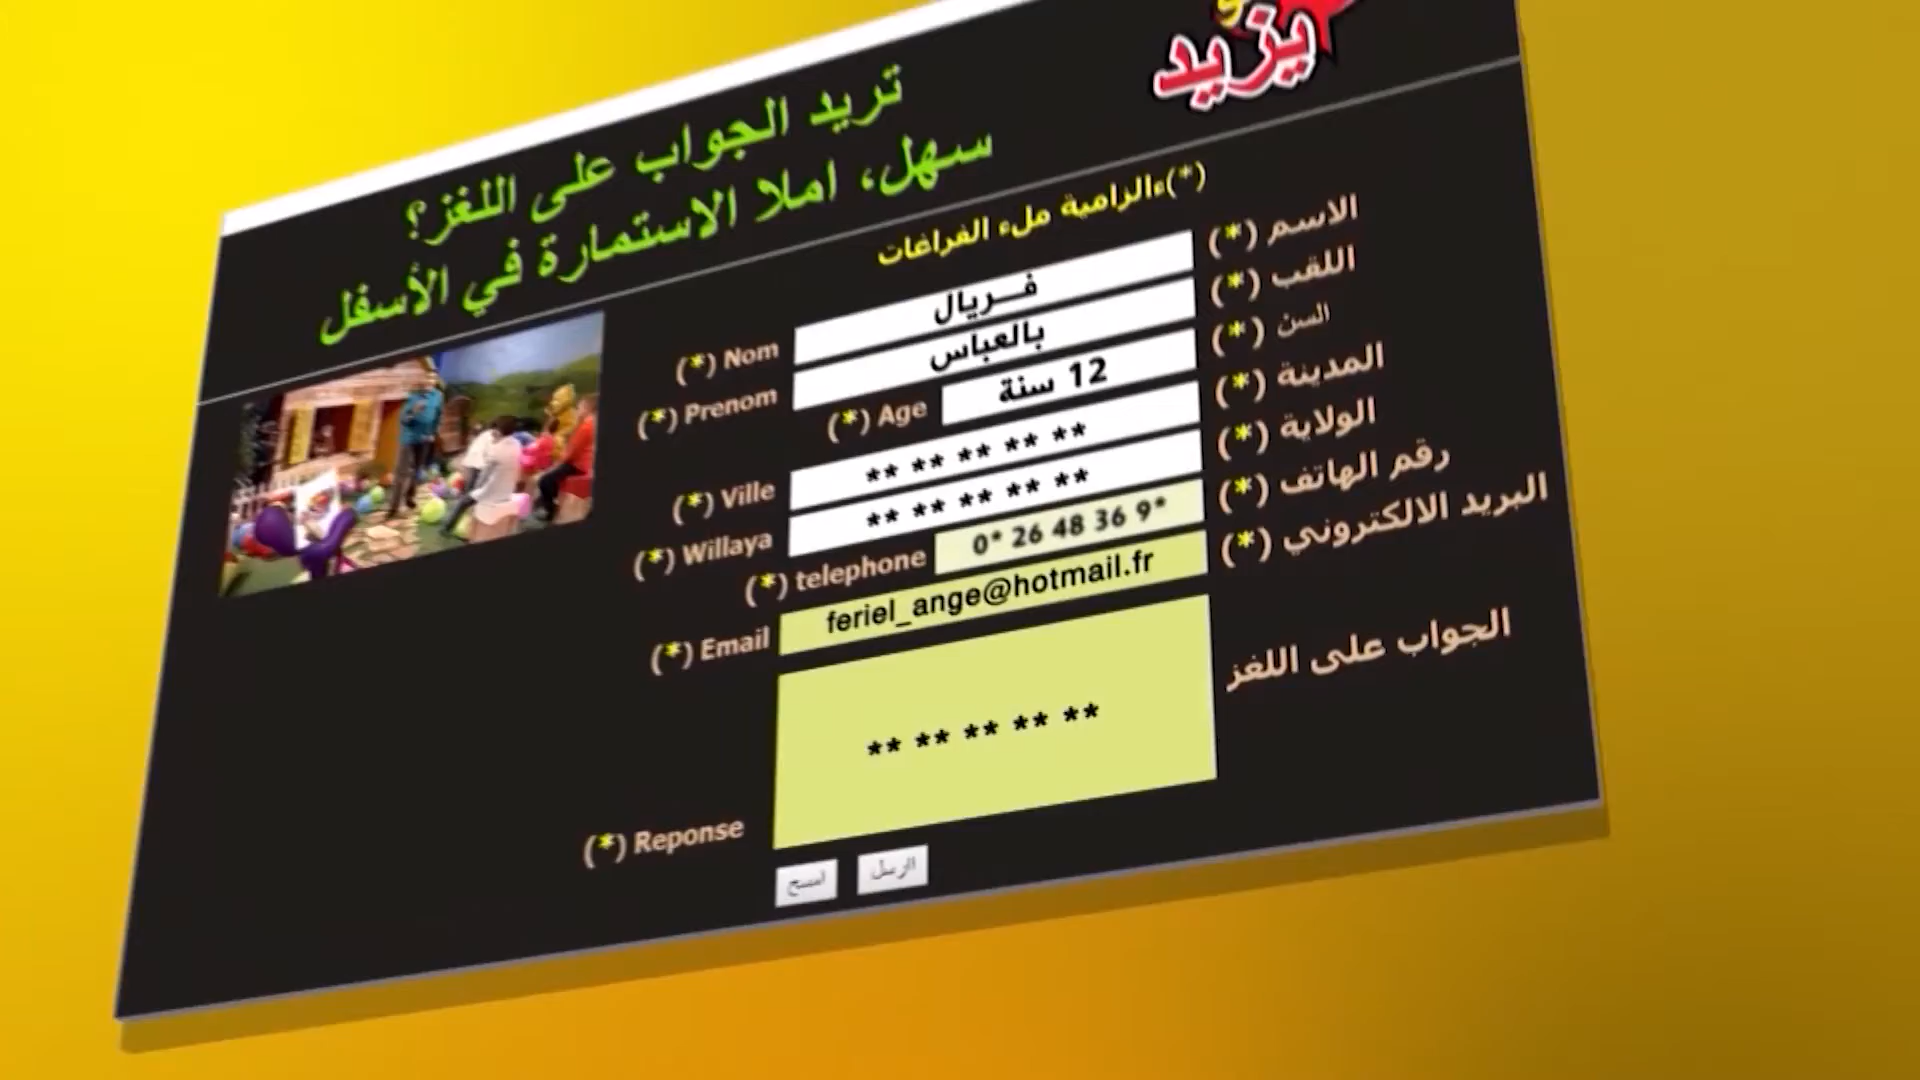 يزيد
تريد الجواب على اللغز؟
سهل، املا الاستمارة في الأسفل
(*)ءالزامية ملء الفراغات
(*) Nom فـــريال الاسم (*)
(*) Prenom بالعباس اللقب (*)
(*) Age 12 سنة السن (*)
(*) Ville ** ** ** ** ** المدينة (*)
(*) Willaya ** ** ** ** ** الولاية (*)
(*) telephone 0* 26 48 36 9* رقم الهاتف (*)
(*) Email feriel_ange@hotmail.fr البريد الالكتروني (*)
(*) Reponse ** ** ** ** ** الجواب على اللغز
امسح ارسل